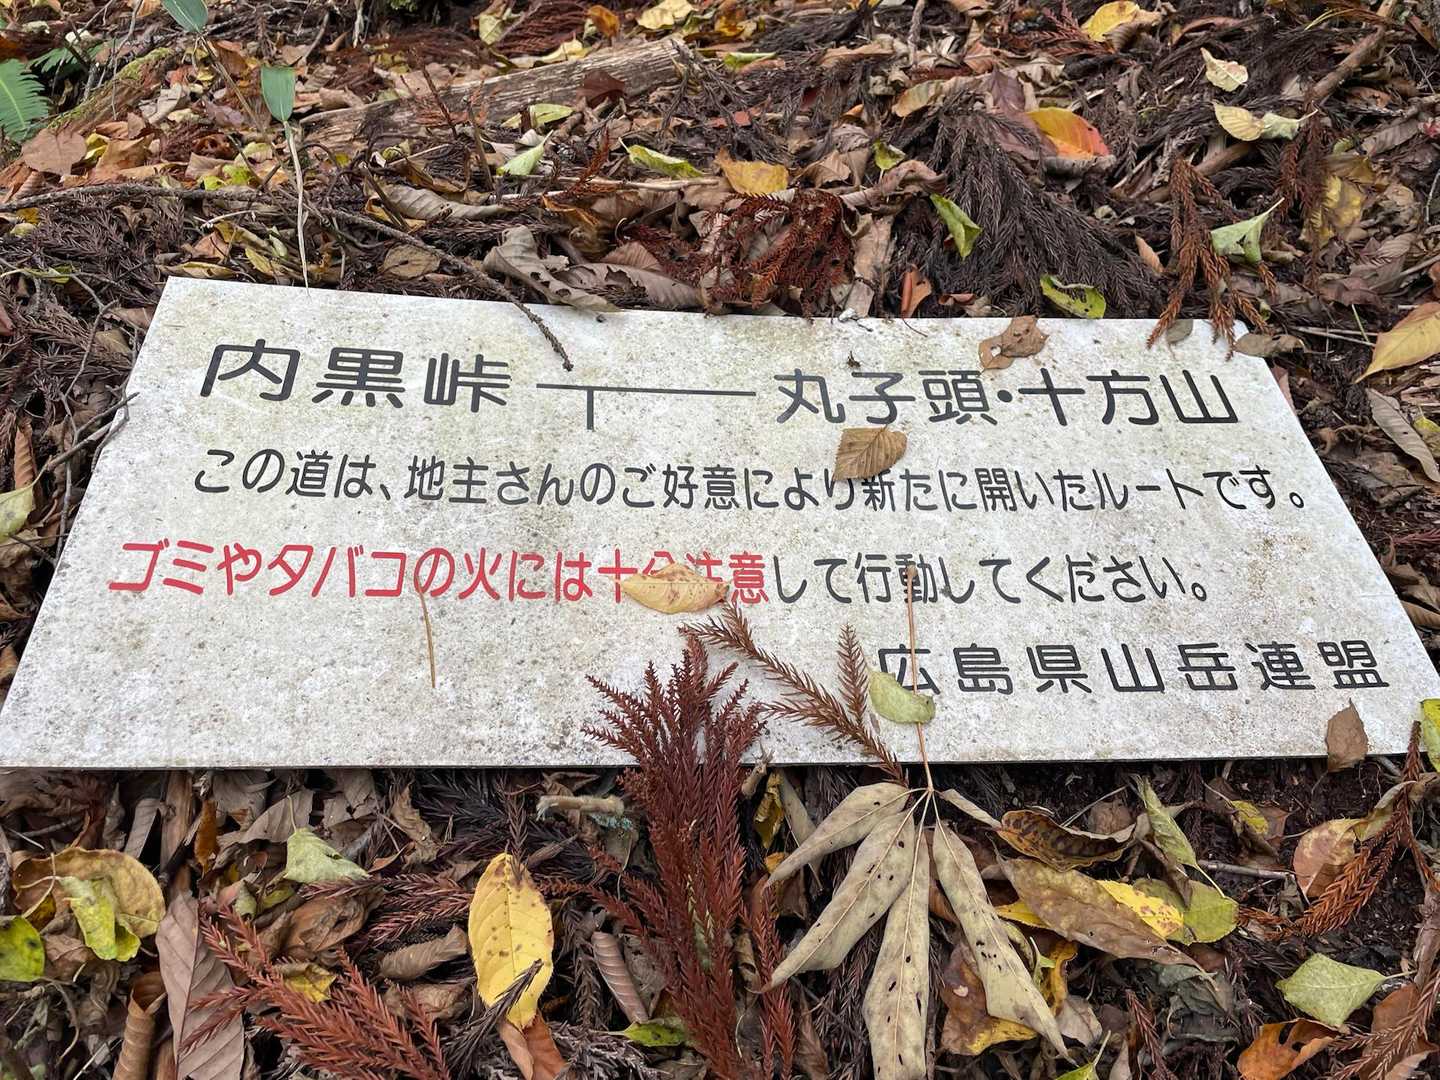 内黒峠 ─┬─ 丸子頭・十方山
この道は、地主さんのご好意により新たに開いたルートです。
ゴミやタバコの火には十分注意して行動してください。
広島県山岳連盟